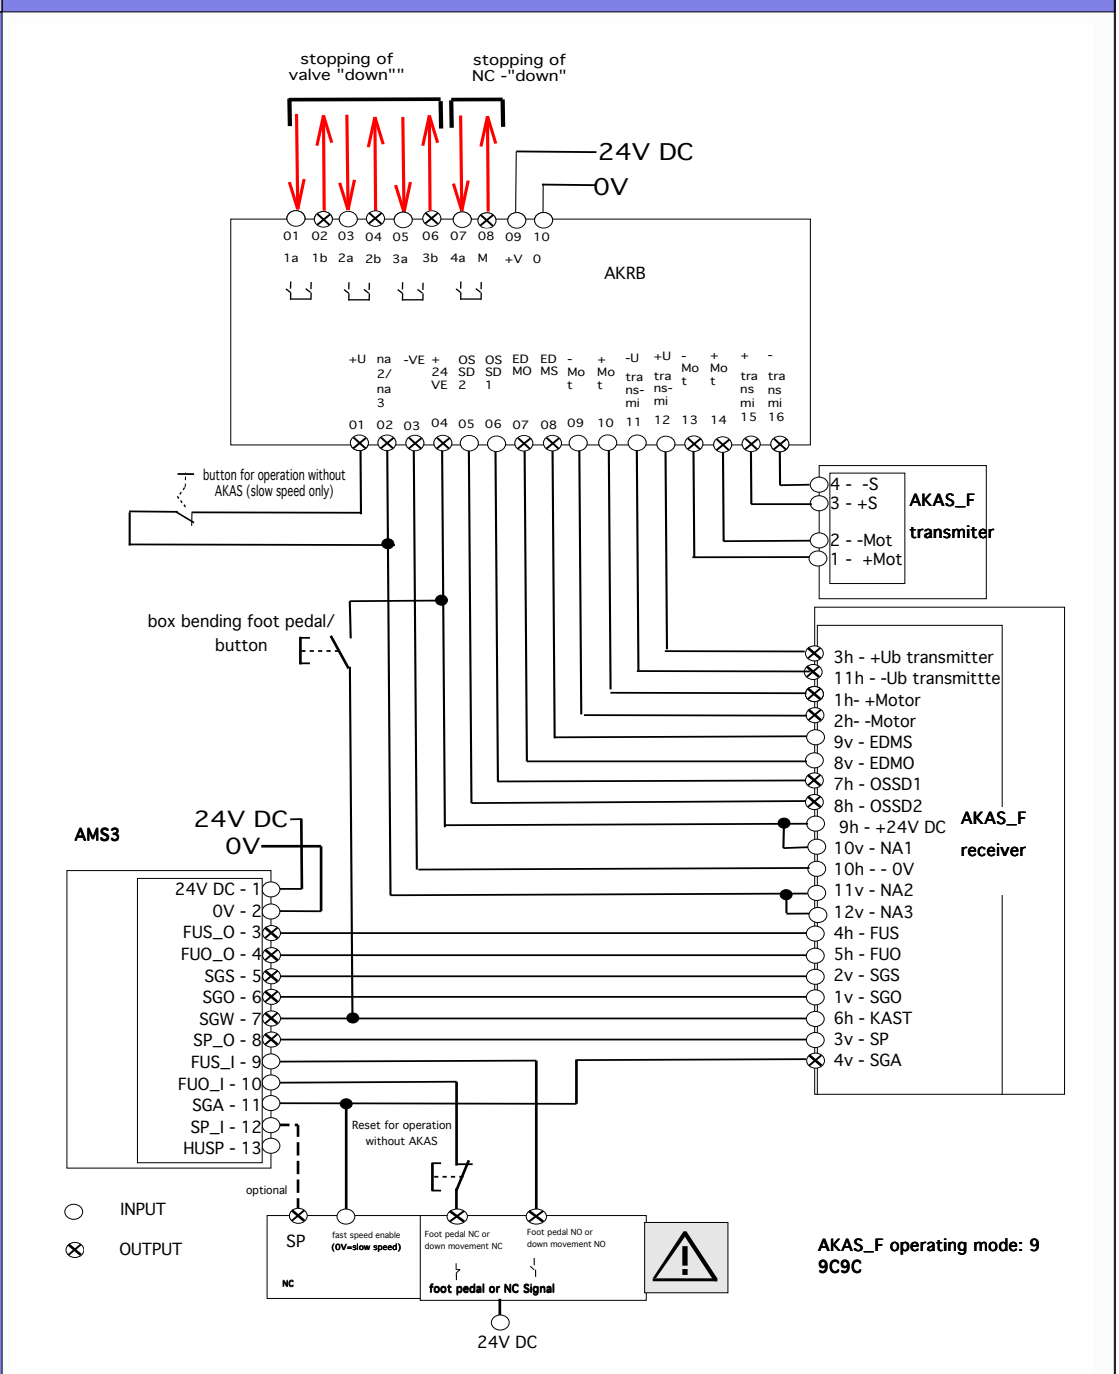 stopping of
valve "down""
stopping of
NC -"down"
24V DC
0V
01 02 03 04 05 06 07 08 09 10
1a 1b 2a 2b 3a 3b 4a M +V 0
AKRB
+U
na
2/
na
3
-VE
+
24
VE
OS
SD
2
OS
SD
1
ED
MO
ED
MS
-
Mo
t
+
Mo
t
-U
tra
ns-
mi
+U
tra
ns-
mi
-
Mo
t
+
Mo
t
+
tra
ns
mi
-
tra
ns
mi
01 02 03 04 05 06 07 08 09 10 11 12 13 14 15 16
button for operation without
AKAS (slow speed only)
4 - -S
3 - +S
2 - -Mot
1 - +Mot
AKAS_F
transmiter
box bending foot pedal/
button
3h - +Ub transmitter
11h - -Ub transmittte
1h- +Motor
2h- -Motor
9v - EDMS
8v - EDMO
7h - OSSD1
8h - OSSD2
9h - +24V DC
10v - NA1
10h - - 0V
11v - NA2
12v - NA3
4h - FUS
5h - FUO
2v - SGS
1v - SGO
6h - KAST
3v - SP
4v - SGA
AKAS_F
receiver
AMS3
24V DC
0V
24V DC - 1
0V - 2
FUS_O - 3
FUO_O - 4
SGS - 5
SGO - 6
SGW - 7
SP_O - 8
FUS_I - 9
FUO_I - 10
SGA - 11
SP_I - 12
HUSP - 13
Reset for operation
without AKAS
optional
INPUT
OUTPUT
SP
fast speed enable
(0V=slow speed)
NC
Foot pedal NC or
down movement NC
Foot pedal NO or
down movement NO
foot pedal or NC Signal
24V DC
AKAS_F operating mode: 9
9C9C